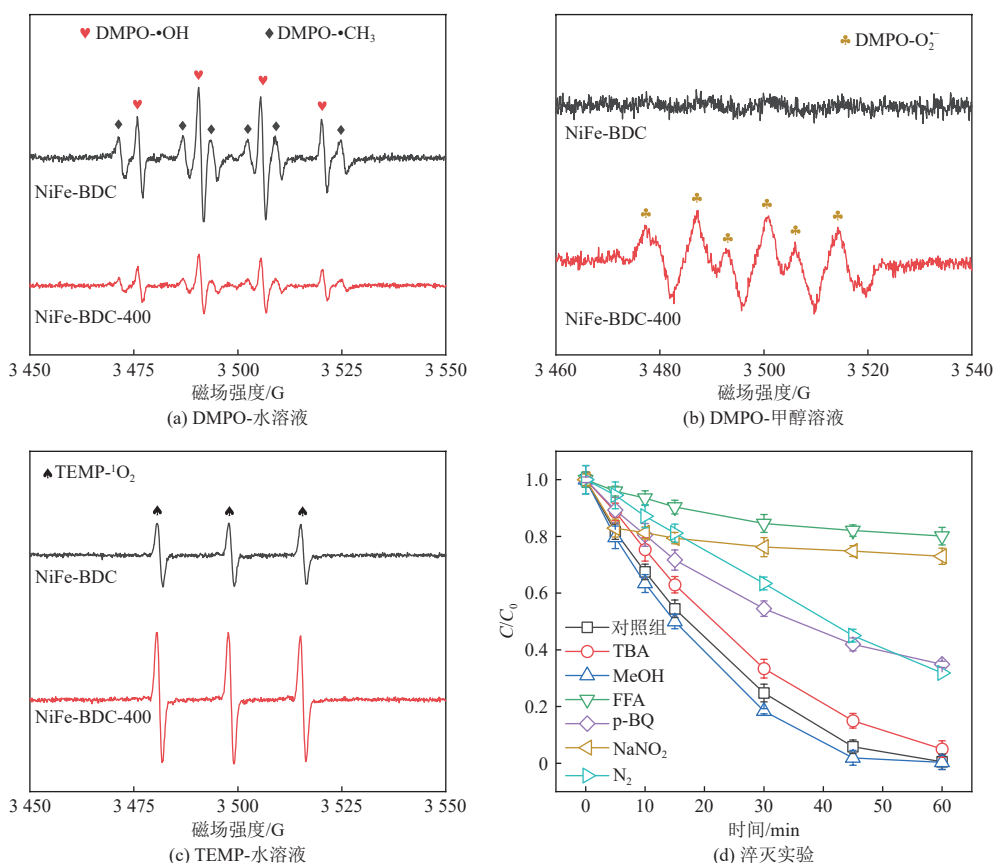 ♥ DMPO-•OH ♦ DMPO-•CH₃
NiFe-BDC
NiFe-BDC-400
3 450 3 475 3 500 3 525 3 550
磁场强度/G
(a) DMPO-水溶液
♣ DMPO-O₂•⁻
NiFe-BDC
NiFe-BDC-400
3 460 3 480 3 500 3 520 3 540
磁场强度/G
(b) DMPO-甲醇溶液
♠TEMP-¹O₂
NiFe-BDC
NiFe-BDC-400
3 450 3 475 3 500 3 525 3 550
磁场强度/G
(c) TEMP-水溶液
C/C₀
1.0
0.8
0.6
0.4
0.2
0
对照组
TBA
MeOH
FFA
p-BQ
NaNO₂
N₂
0 10 20 30 40 50 60
时间/min
(d) 淬灭实验